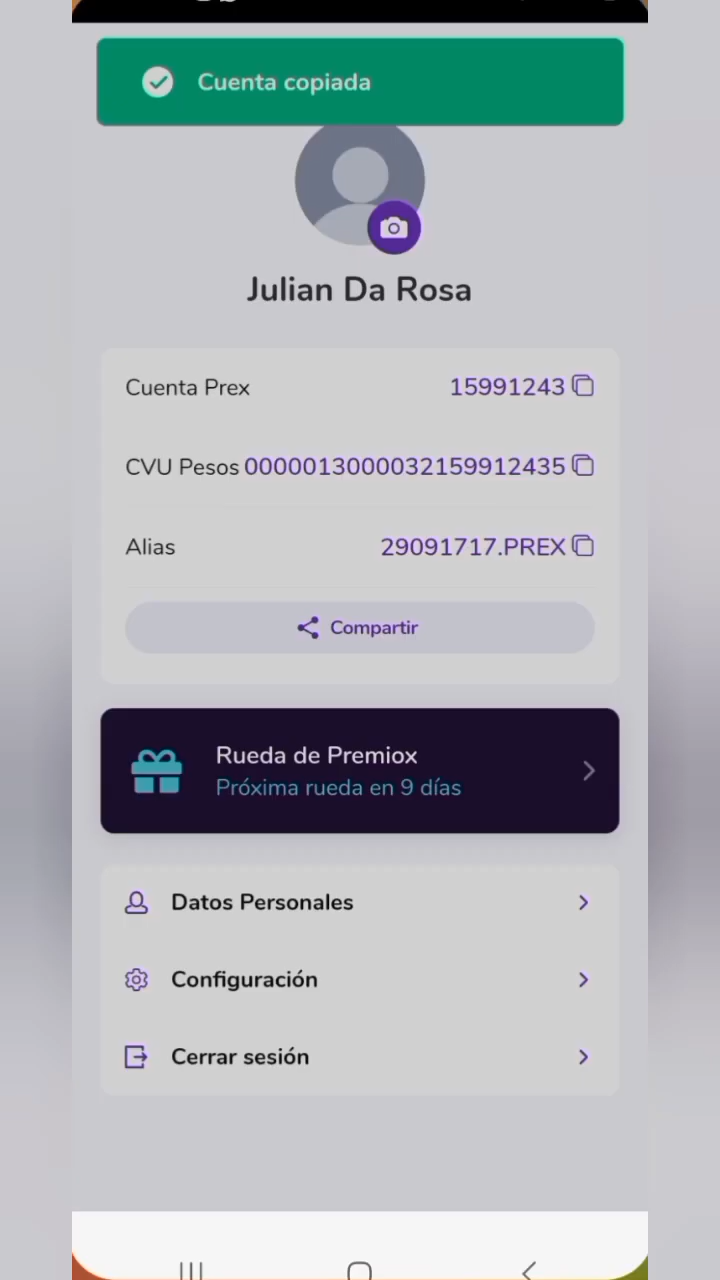 Cuenta copiada
Julian Da Rosa
Cuenta Prex 15991243
CVU Pesos 0000013000032159912435
Alias 29091717.PREX
Compartir
Rueda de Premiox
Próxima rueda en 9 días
Datos Personales
Configuración
Cerrar sesión